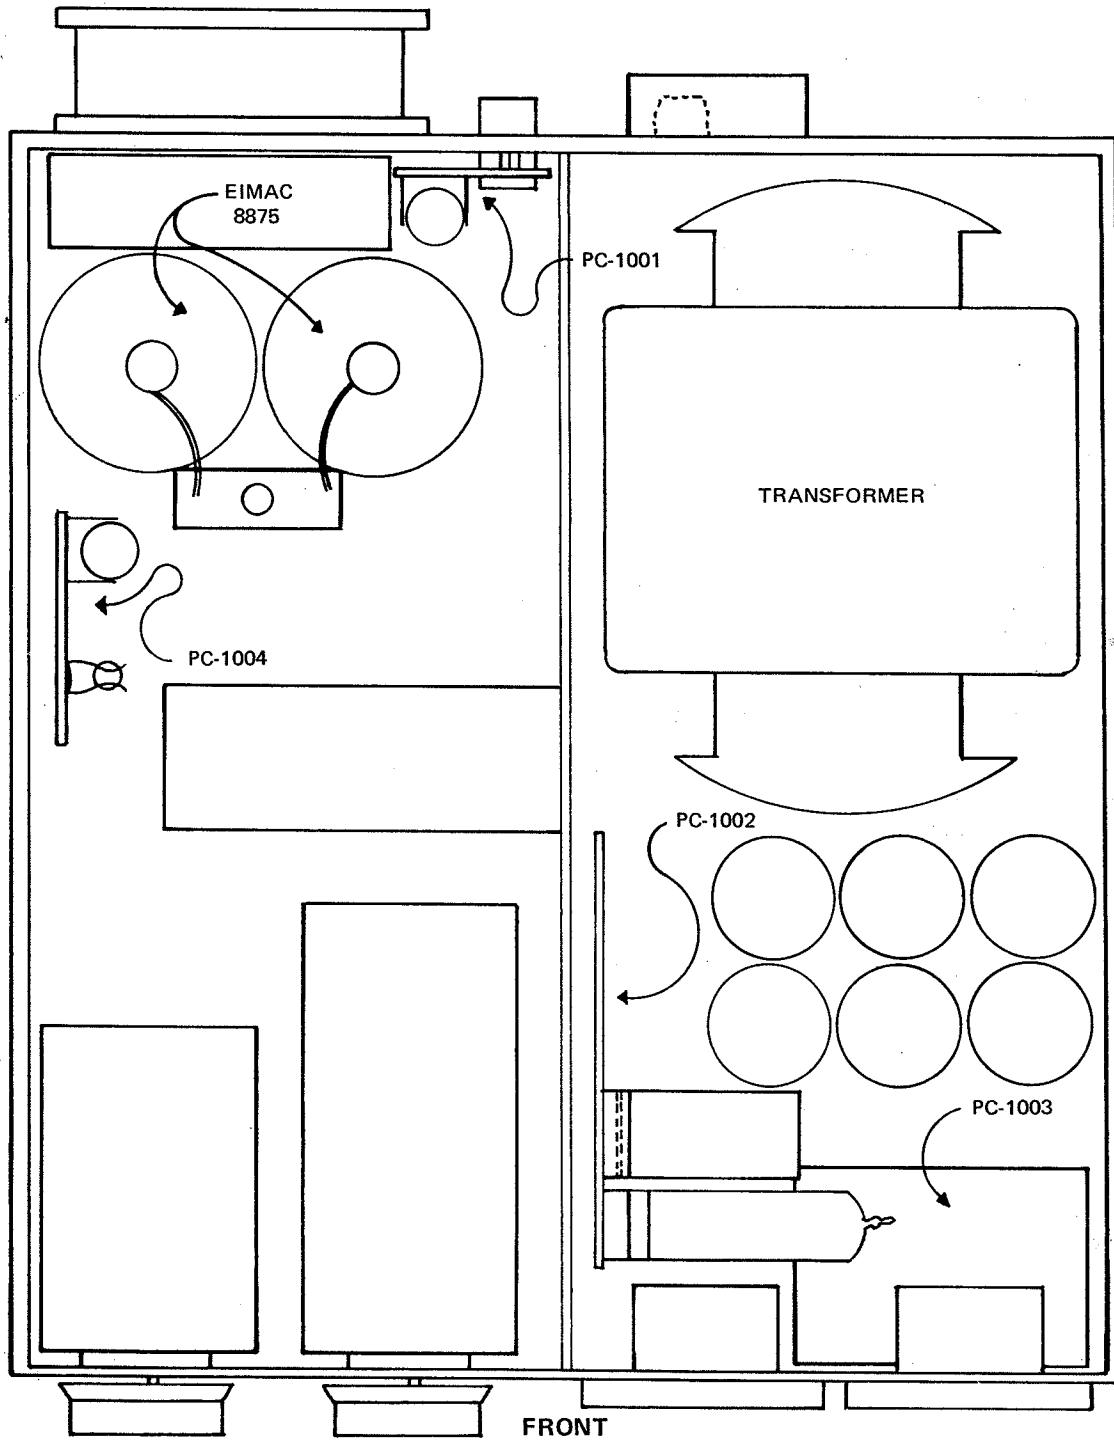 EIMAC
8875
PC-1001
TRANSFORMER
PC-1004
PC-1002
PC-1003
FRONT